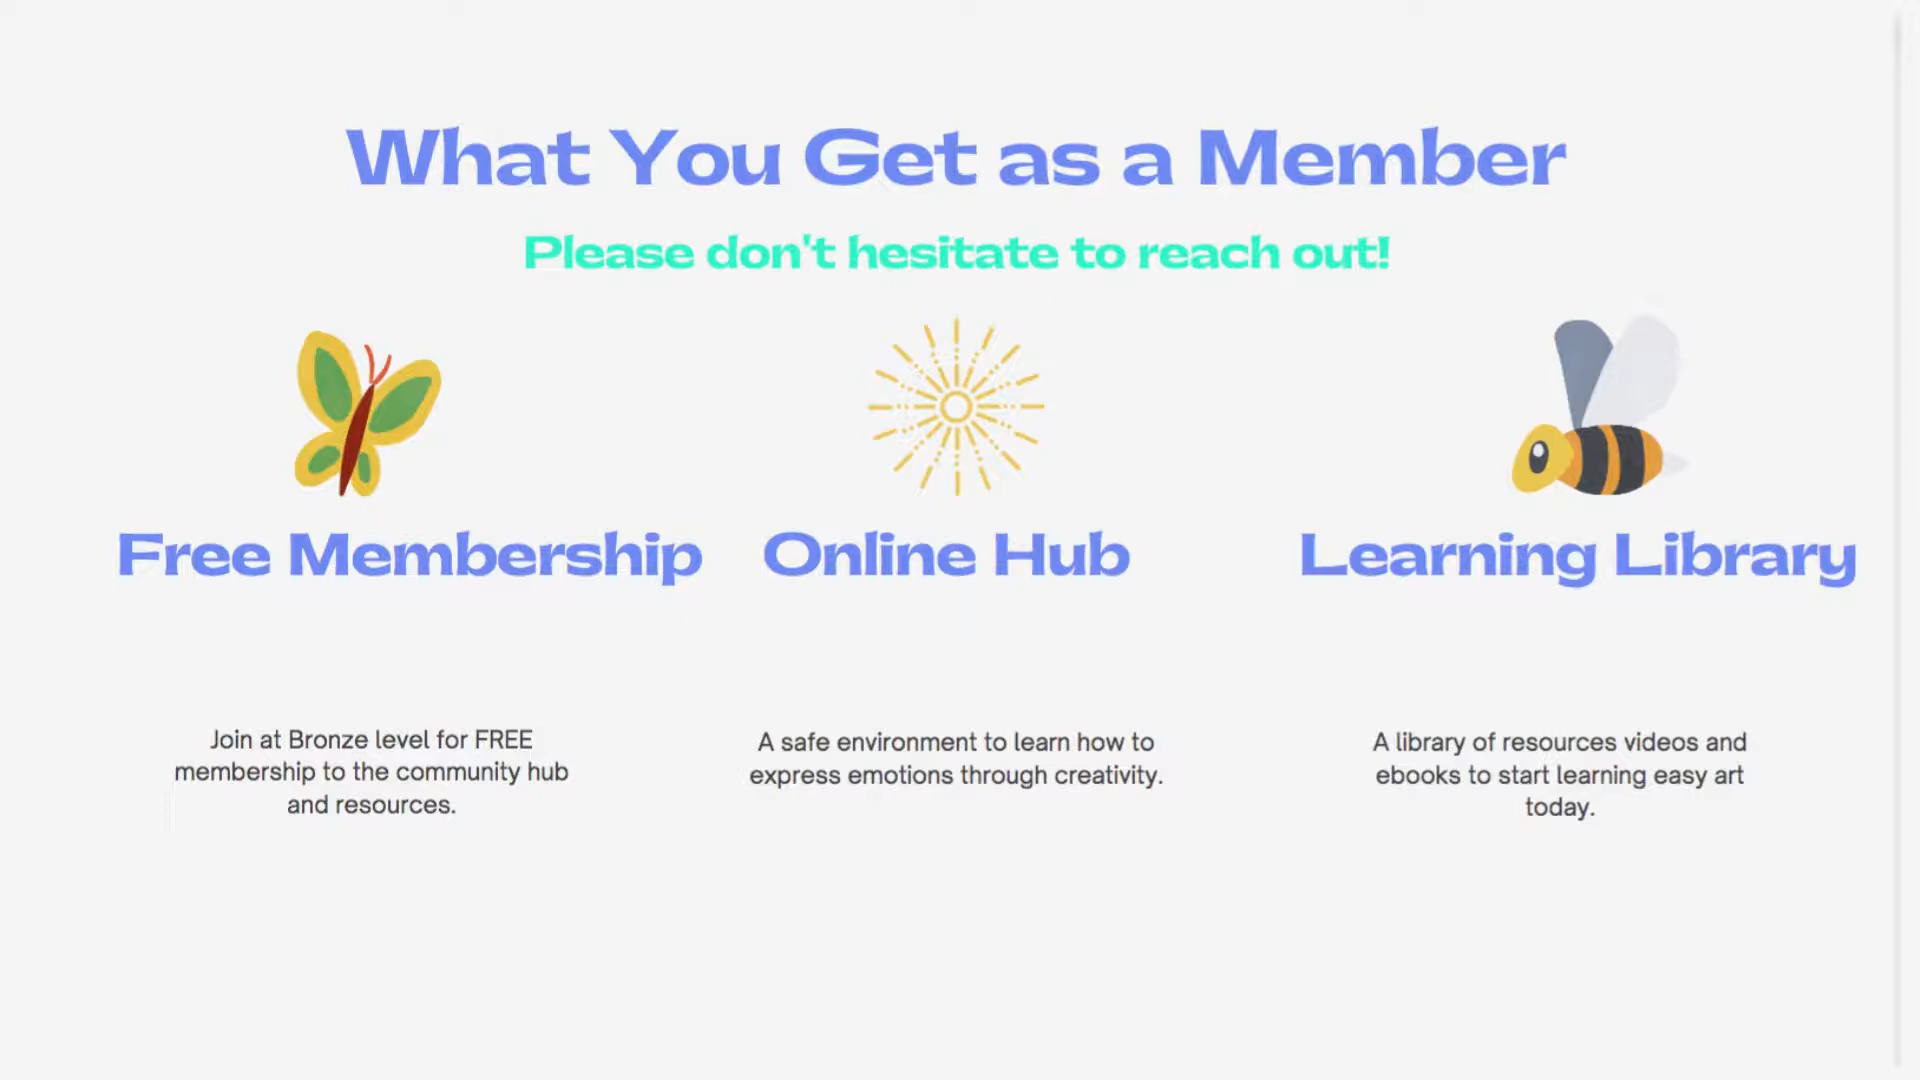 What You Get as a Member
Please don't hesitate to reach out!
Free Membership
Online Hub
Learning Library
Join at Bronze level for FREE
membership to the community hub
and resources.
A safe environment to learn how to
express emotions through creativity.
A library of resources videos and
ebooks to start learning easy art
today.